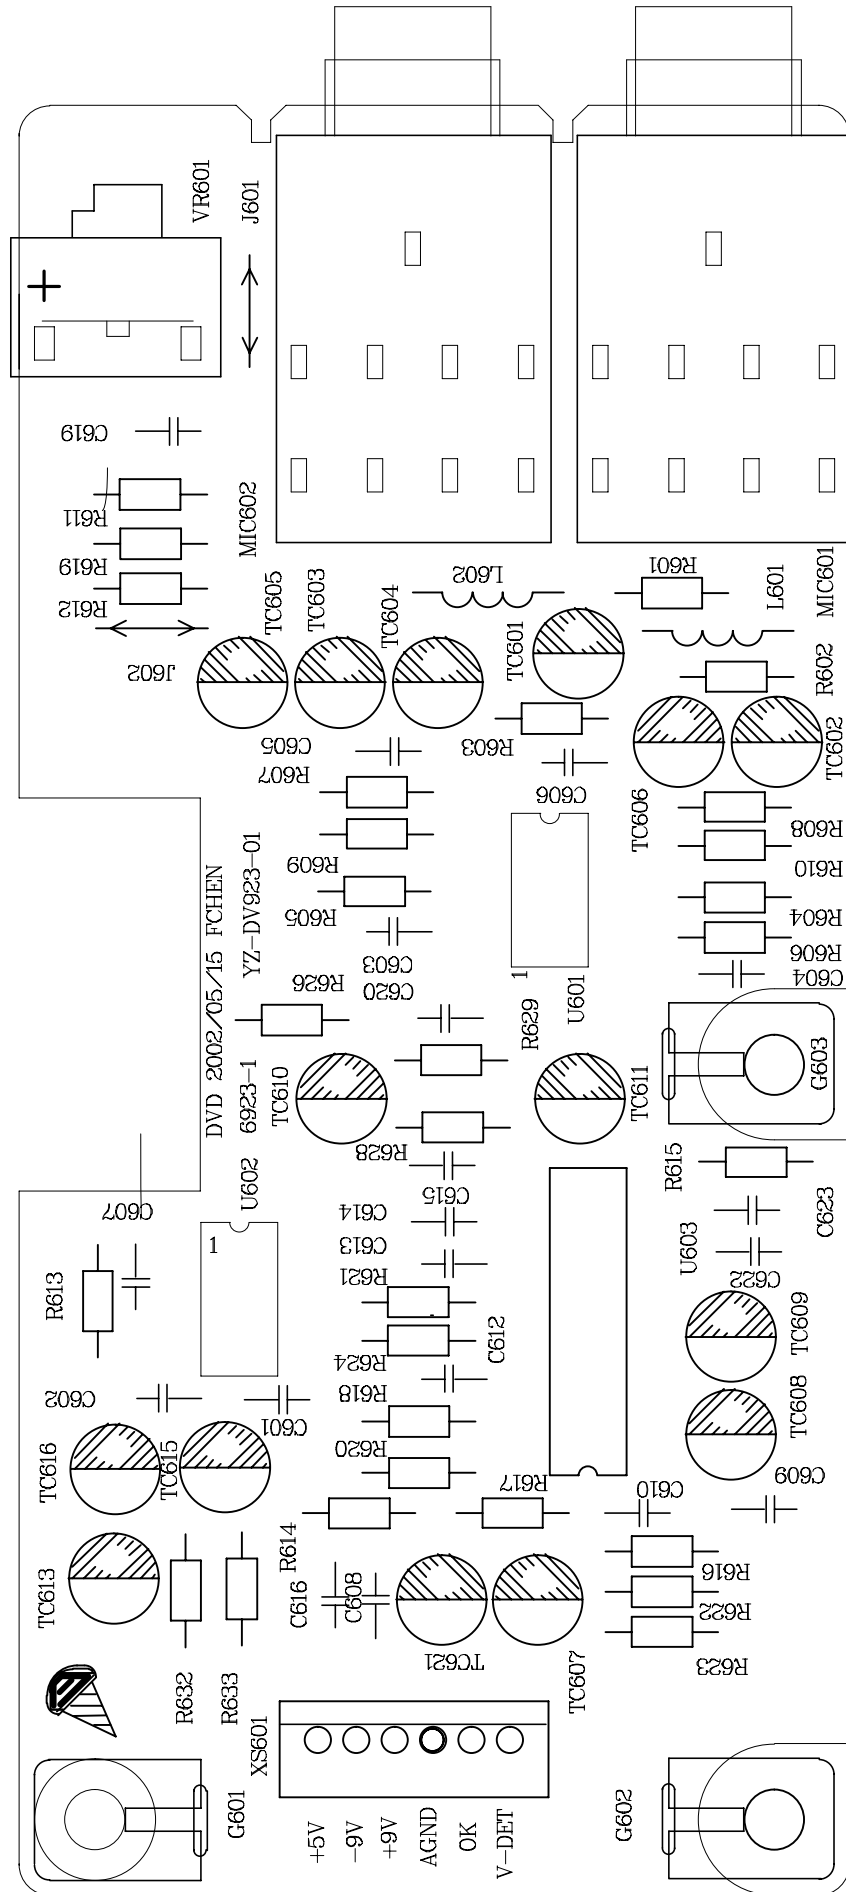 VR601
J601
+
C619
R611
R619
R612
J602
MIC602
TC605
TC603
TC604
L602
TC601
R601
L601
MIC601
R602
TC602
C605
R607
R603
C606
TC606
R609
R605
C603
C620
R626
R608
R610
R604
R606
C604
DVD 2002/05/15 FCHEN
YZ-DV923-01
6923-1
1
U601
R629
G603
TC610
TC611
R628
R615
C615
C614
C613
R621
C623
U603
C622
C607
U602
1
R613
R624
R618
C612
TC609
TC608
C602
C601
TC616
TC615
R620
R617
C610
C609
R614
TC613
C616
C608
R616
R622
R623
TC621
TC607
R632
R633
XS601
G601
+5V
-9V
+9V
AGND
OK
V-DET
G602